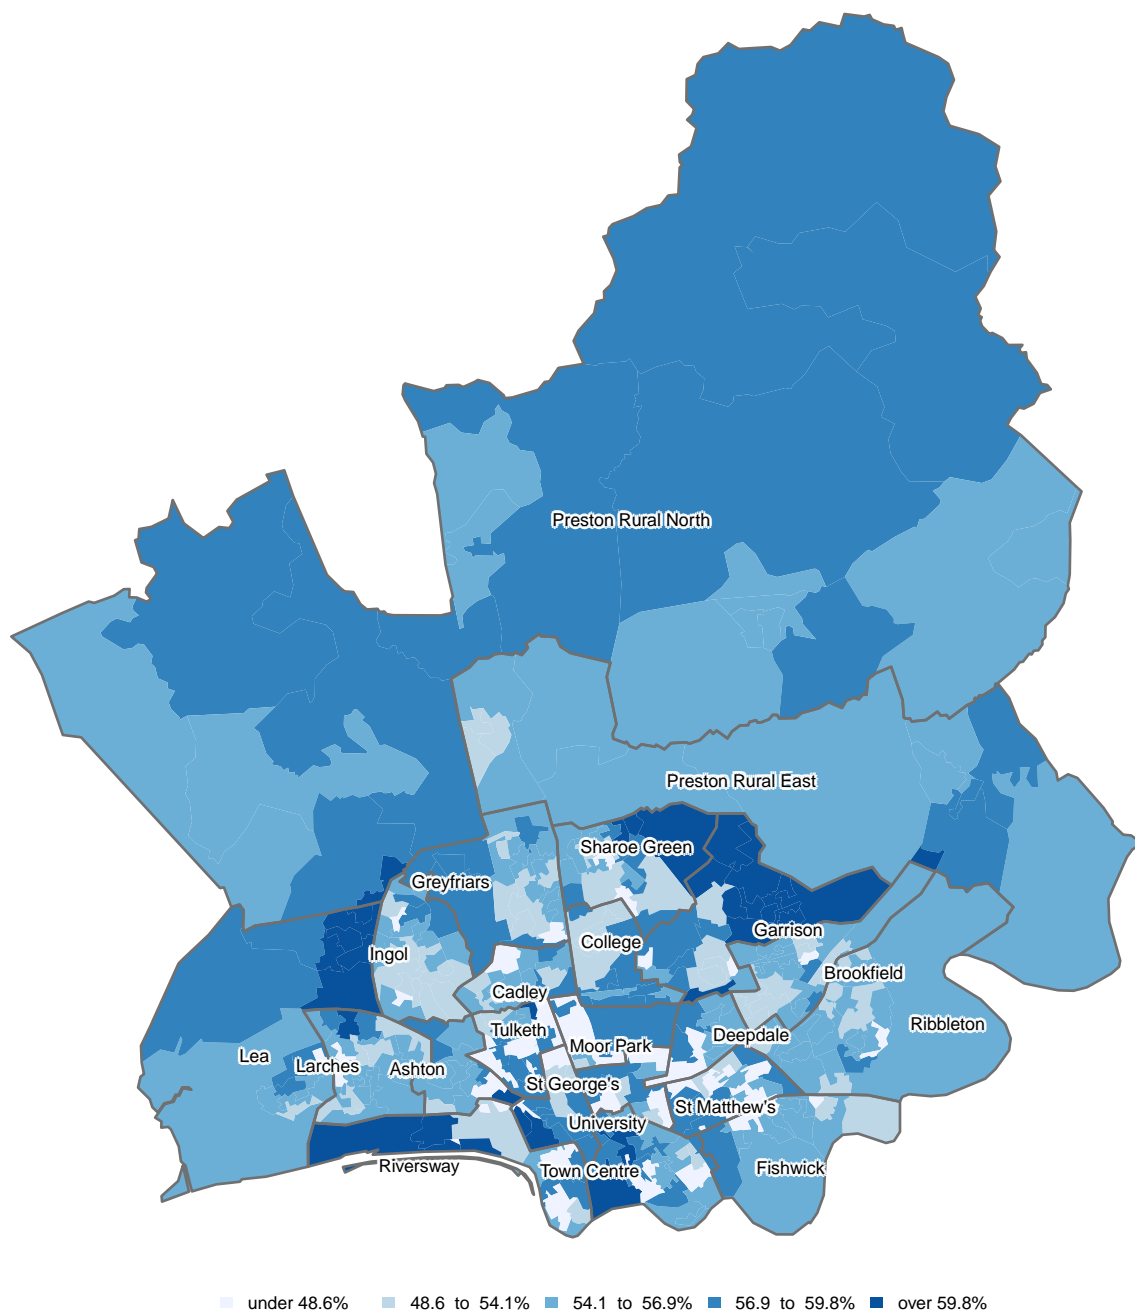 Preston Rural North
Preston Rural East
Sharoe Green
Greyfriars
Garrison
College
Ingol
Brookfield
Cadley
Ribbleton
Tulketh
Deepdale
Moor Park
Lea
Larches
Ashton
St George's
St Matthew's
University
Riversway
Town Centre
Fishwick
under 48.6% 48.6 to 54.1% 54.1 to 56.9% 56.9 to 59.8% over 59.8%